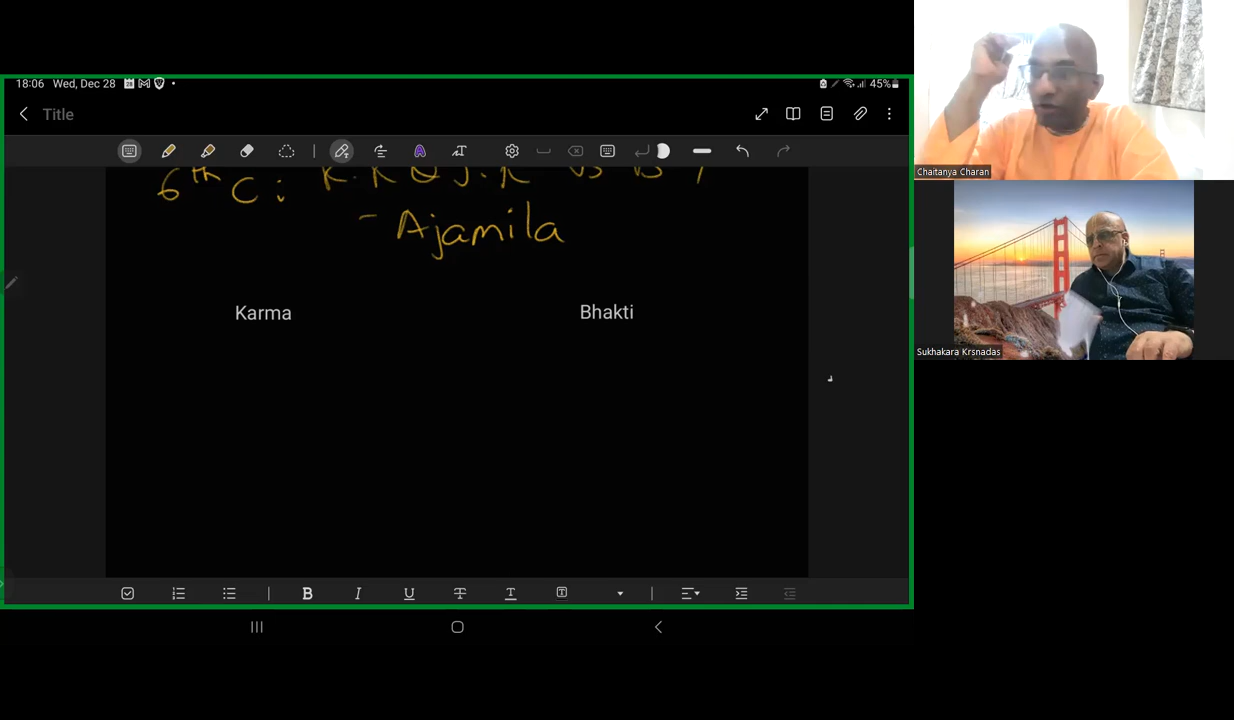 18:06 Wed, Dec 28
45%
Title
6th C :
Ajamila
Karma
Bhakti
Chaitanya Charan
Sukhakara Krsnadas